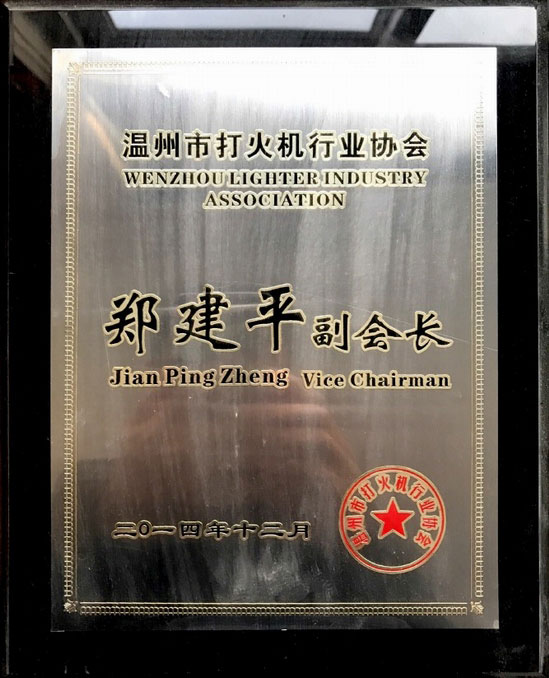 温州市打火机行业协会
WENZHOU LIGHTER INDUSTRY
ASSOCIATION
郑建平 副会长
Jian Ping Zheng Vice Chairman
二0一四年十二月
温州市打火机行业协会